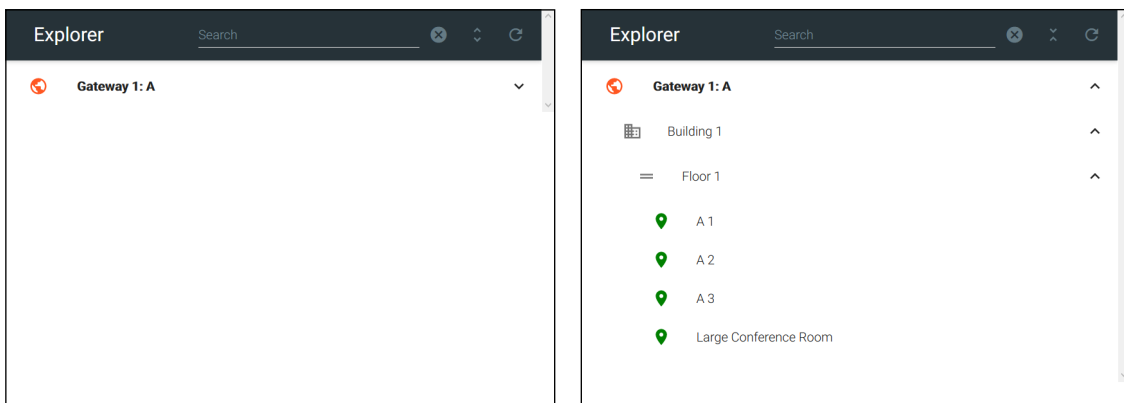 Explorer
Search
Gateway 1: A
Explorer
Search
Gateway 1: A
Building 1
Floor 1
A 1
A 2
A 3
Large Conference Room